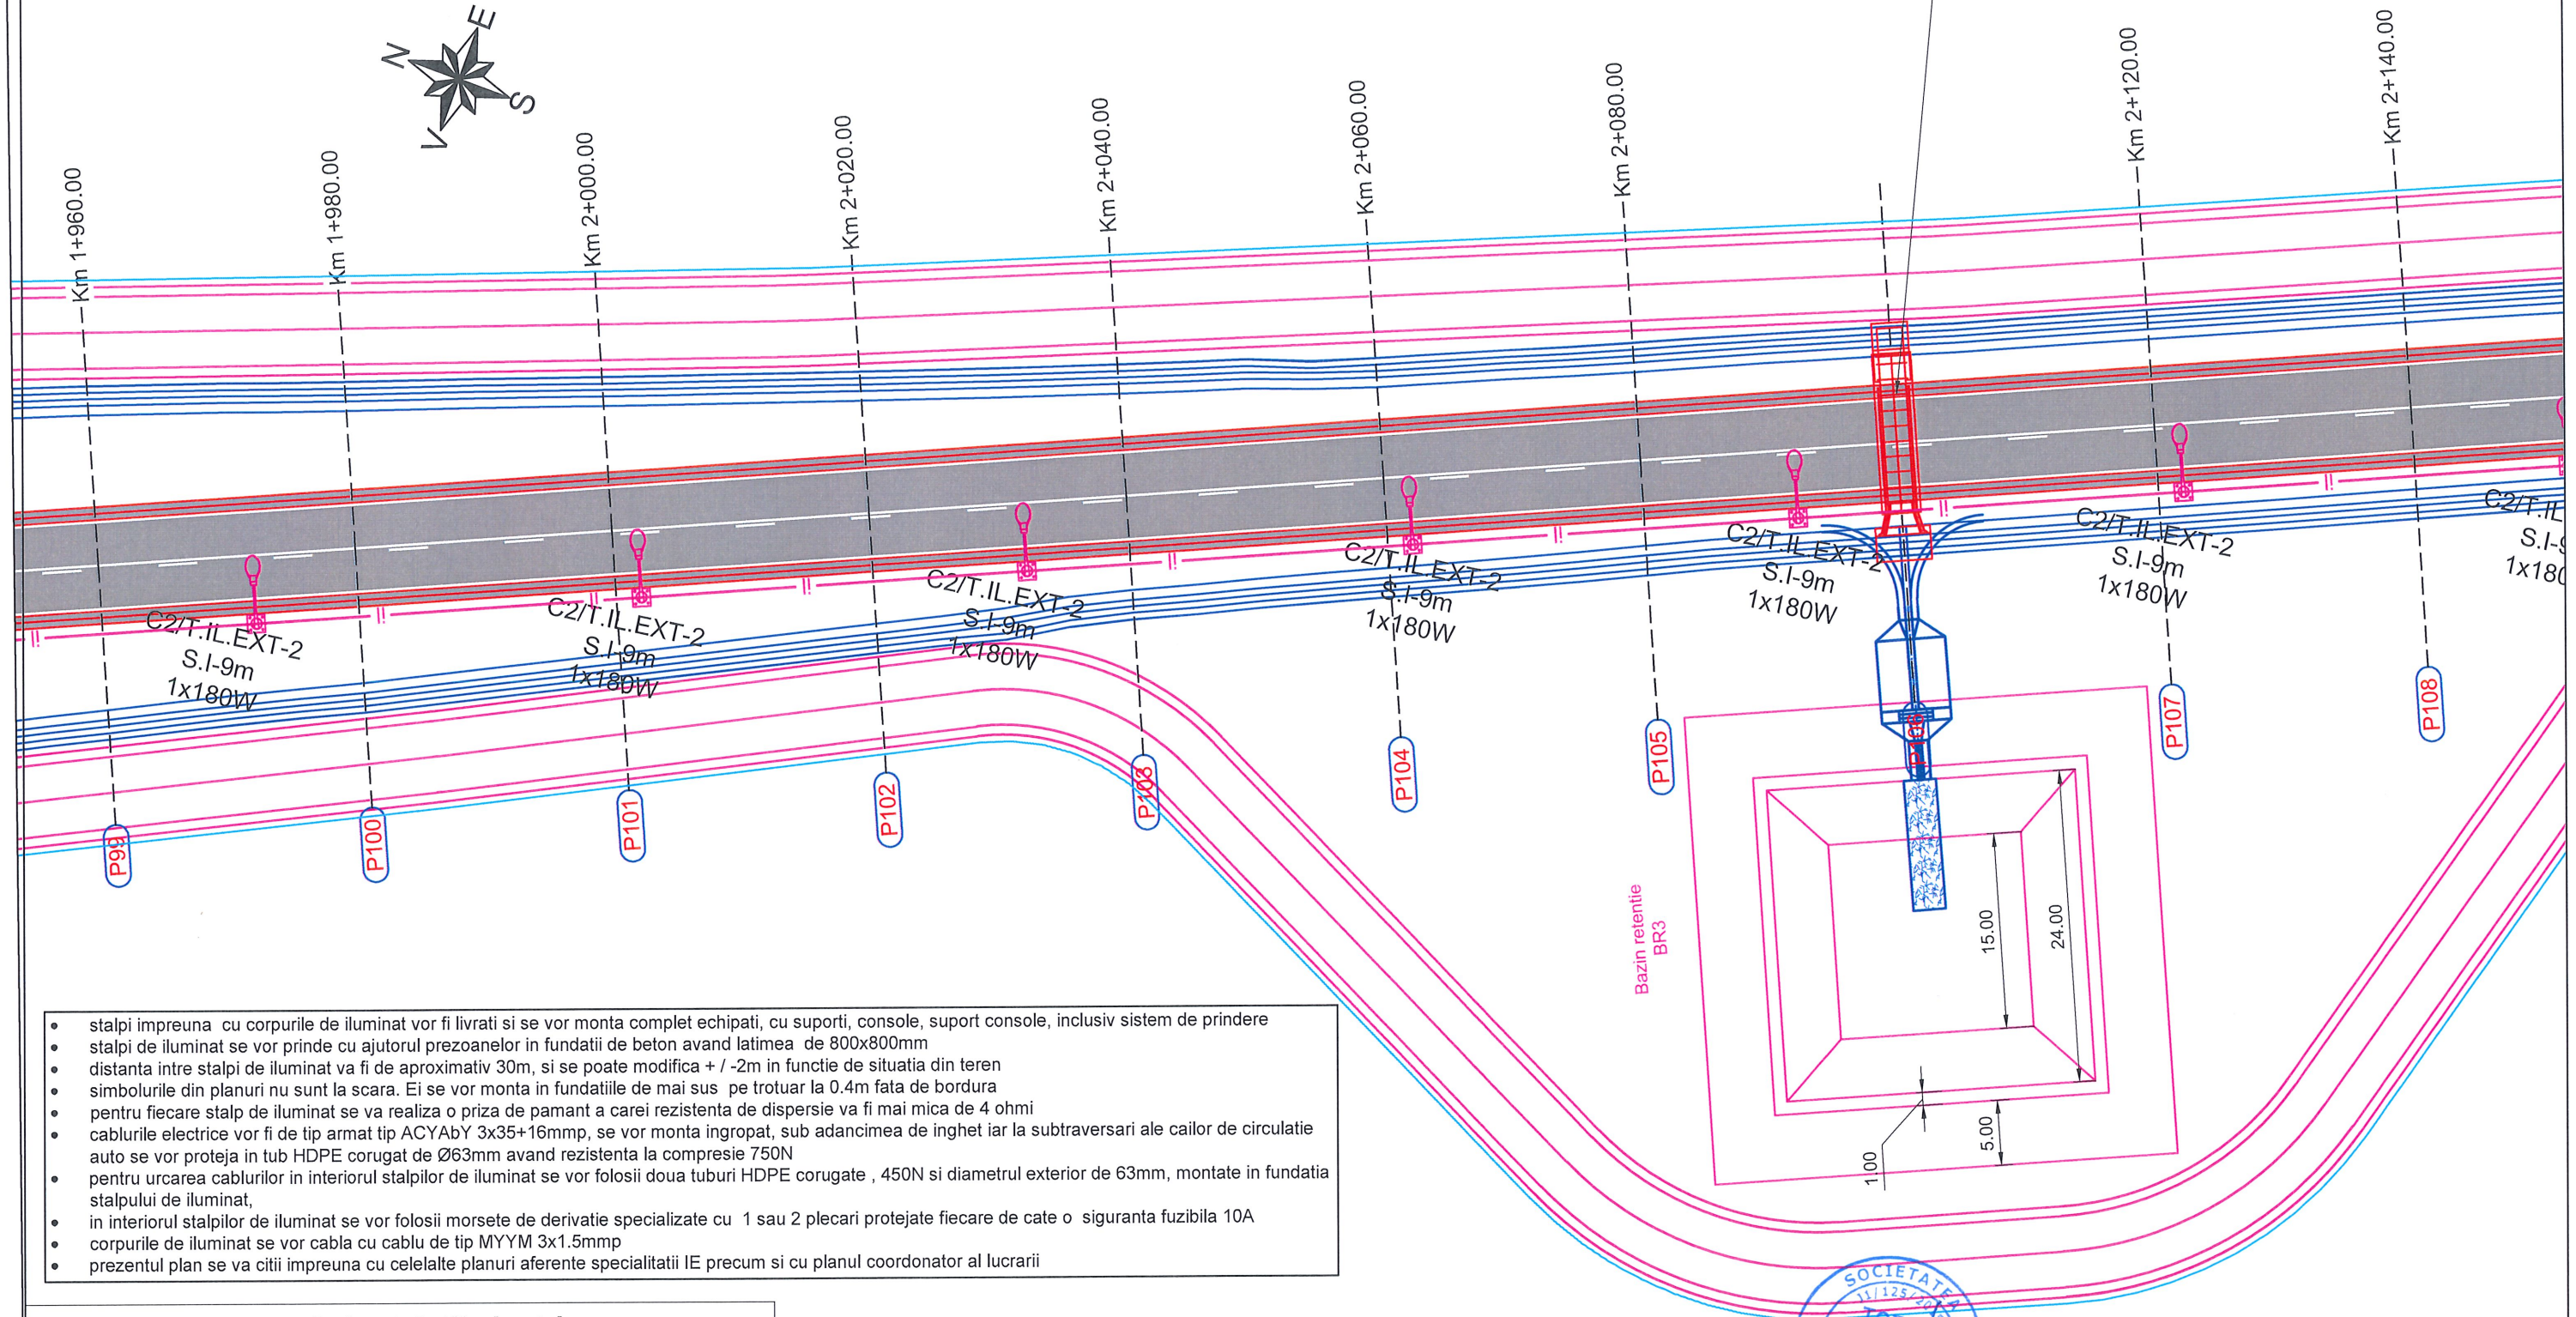 N
E
S
V
Km 1+960.00
Km 1+980.00
Km 2+000.00
Km 2+020.00
Km 2+040.00
Km 2+060.00
Km 2+080.00
Km 2+120.00
Km 2+140.00
C2/T.IL.EXT-2
S.I-9m
1x180W
C2/T.IL.EXT-2
S.I-9m
1x180W
C2/T.IL.EXT-2
S.I-9m
1x180W
C2/T.IL.EXT-2
S.I-9m
1x180W
C2/T.IL.EXT-2
S.I-9m
1x180W
C2/T.IL.EXT-2
S.I-9m
1x180W
C2/T.IL
S.I-9
1x180
P99
P100
P101
P102
P103
P104
P105
P106
P107
P108
Bazin retentie
BR3
15.00
24.00
1.00
5.00
• stalpi impreuna cu corpurile de iluminat vor fi livrati si se vor monta complet echipati, cu suporti, console, suport console, inclusiv sistem de prindere
• stalpi de iluminat se vor prinde cu ajutorul prezoanelor in fundatii de beton avand latimea de 800x800mm
• distanta intre stalpi de iluminat va fi de aproximativ 30m, si se poate modifica + / -2m in functie de situatia din teren
• simbolurile din planuri nu sunt la scara. Ei se vor monta in fundatiile de mai sus pe trotuar la 0.4m fata de bordura
• pentru fiecare stalp de iluminat se va realiza o priza de pamant a carei rezistenta de dispersie va fi mai mica de 4 ohmi
• cablurile electrice vor fi de tip armat tip ACYAbY 3x35+16mmp, se vor monta ingropat, sub adancimea de inghet iar la subtraversari ale cailor de circulatie
auto se vor proteja in tub HDPE corugat de Ø63mm avand rezistenta la compresie 750N
• pentru urcarea cablurilor in interiorul stalpilor de iluminat se vor folosii doua tuburi HDPE corugate , 450N si diametrul exterior de 63mm, montate in fundatia
stalpului de iluminat,
• in interiorul stalpilor de iluminat se vor folosii morsete de derivatie specializate cu 1 sau 2 plecari protejate fiecare de cate o siguranta fuzibila 10A
• corpurile de iluminat se vor cabla cu cablu de tip MYYM 3x1.5mmp
• prezentul plan se va citii impreuna cu celelalte planuri aferente specialitatii IE precum si cu planul coordonator al lucrarii
SOCIETATEA